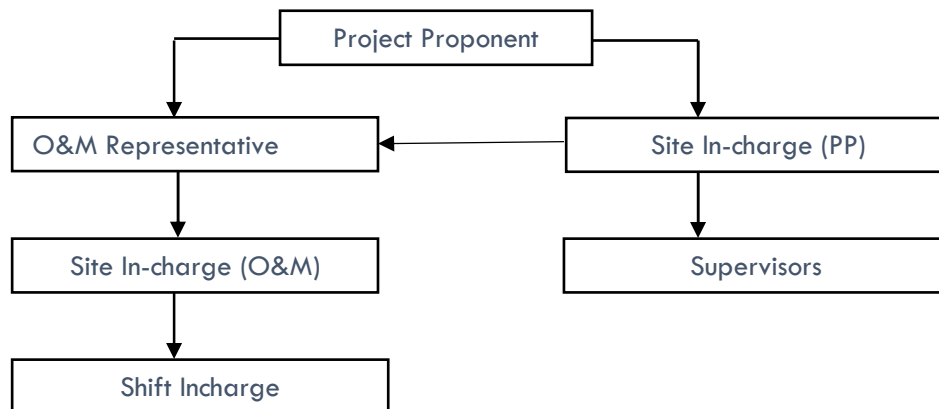 Project Proponent
O&M Representative
Site In-charge (PP)
Site In-charge (O&M)
Supervisors
Shift Incharge